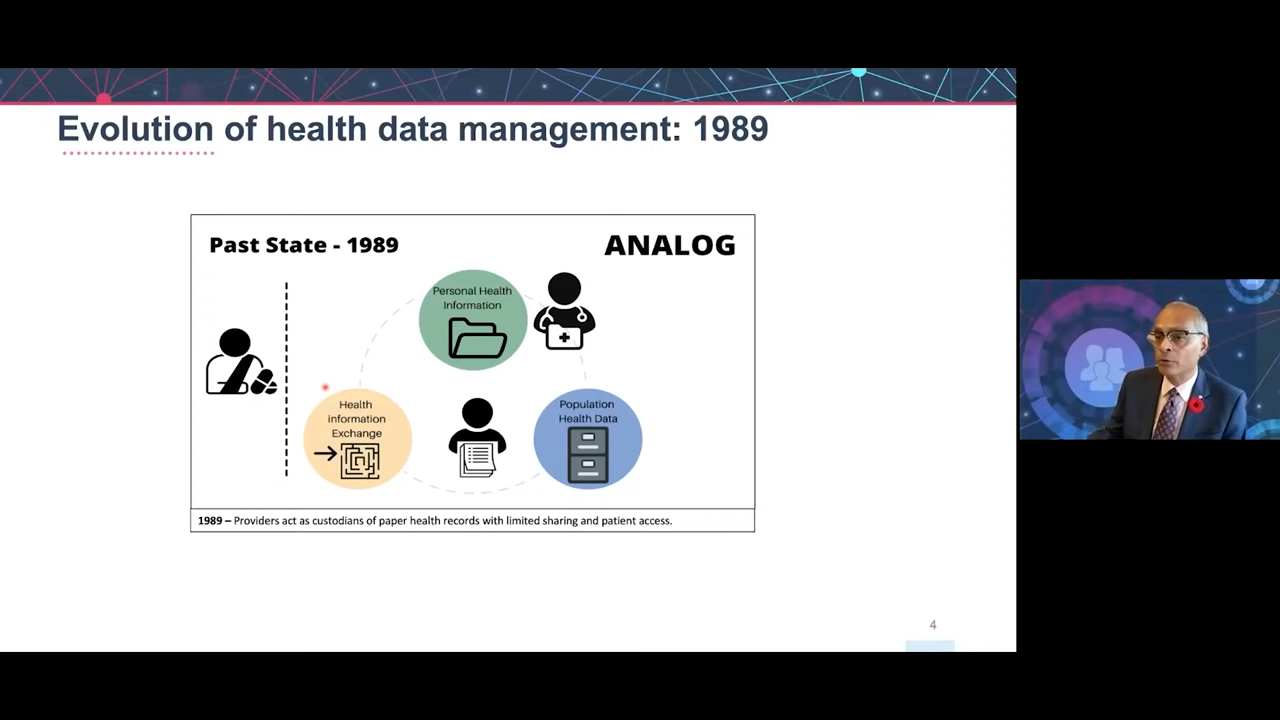 Evolution of health data management: 1989
Past State - 1989
ANALOG
Personal Health
Information
Health
information
Exchange
Population
Health Data
1989 – Providers act as custodians of paper health records with limited sharing and patient access.
4